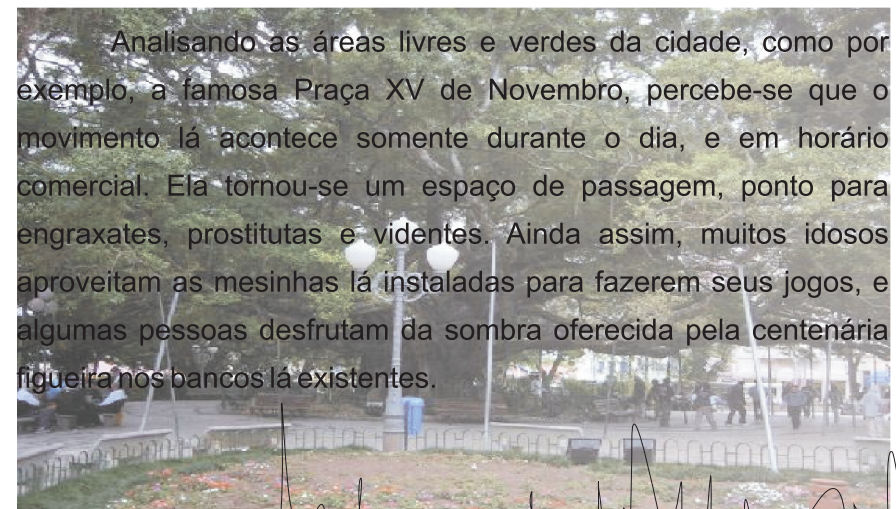 Analisando as áreas livres e verdes da cidade, como por
exemplo, a famosa Praça XV de Novembro, percebe-se que o
movimento lá acontece somente durante o dia, e em horário
comercial. Ela tornou-se um espaço de passagem, ponto para
engraxates, prostitutas e videntes. Ainda assim, muitos idosos
aproveitam as mesinhas lá instaladas para fazerem seus jogos, e
algumas pessoas desfrutam da sombra oferecida pela centenária
figueira nos bancos lá existentes.